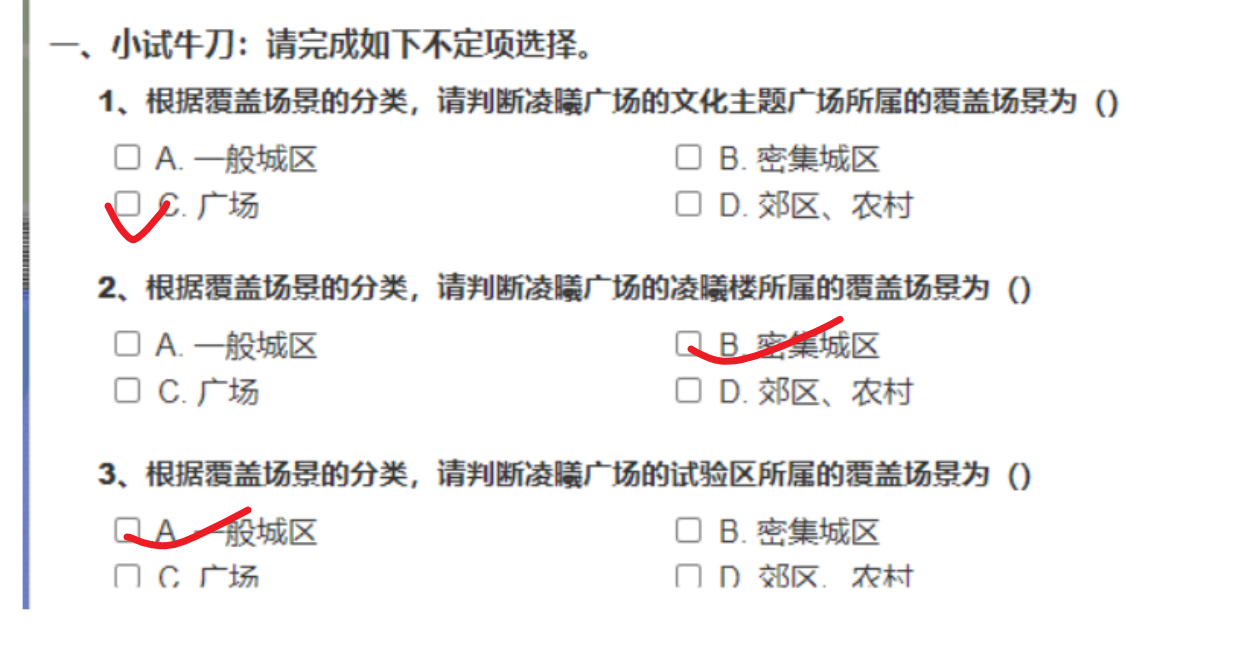 一、小试牛刀：请完成如下不定项选择。
1、根据覆盖场景的分类，请判断凌曦广场的文化主题广场所属的覆盖场景为（）
A. 一般城区 B. 密集城区
C. 广场 D. 郊区、农村
2、根据覆盖场景的分类，请判断凌曦广场的凌曦楼所属的覆盖场景为（）
A. 一般城区 B. 密集城区
C. 广场 D. 郊区、农村
3、根据覆盖场景的分类，请判断凌曦广场的试验区所属的覆盖场景为（）
A. 一般城区 B. 密集城区
C. 广场 D. 郊区、农村